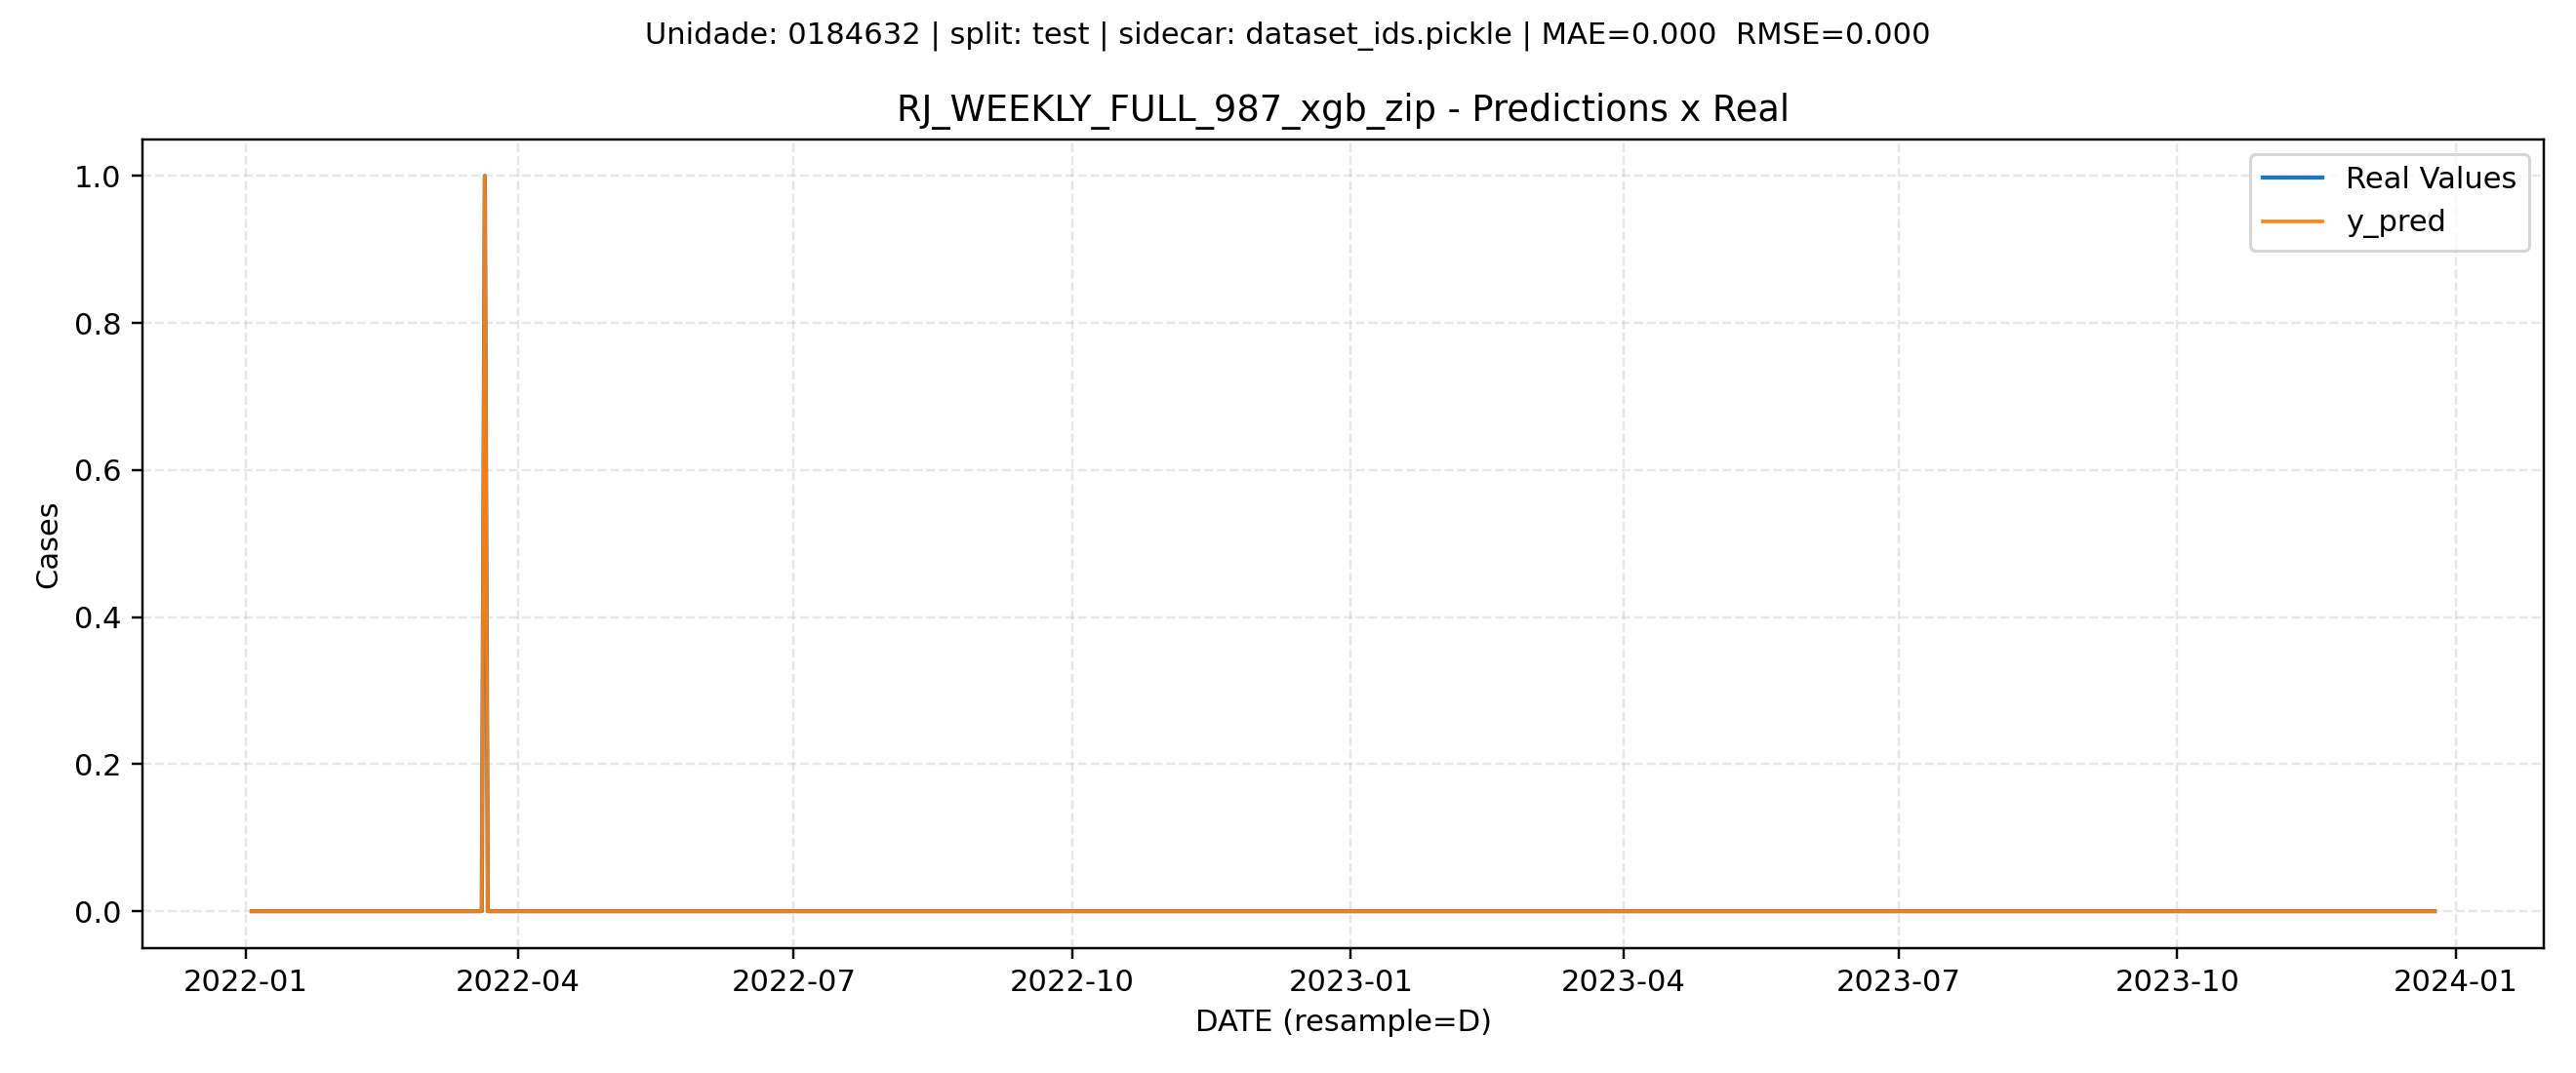 Unidade: 0184632 | split: test | sidecar: dataset_ids.pickle | MAE=0.000  RMSE=0.000
RJ_WEEKLY_FULL_987_xgb_zip - Predictions x Real
Real Values
y_pred
1.0
0.8
0.6
0.4
0.2
0.0
Cases
2022-01 2022-04 2022-07 2022-10 2023-01 2023-04 2023-07 2023-10 2024-01
DATE (resample=D)